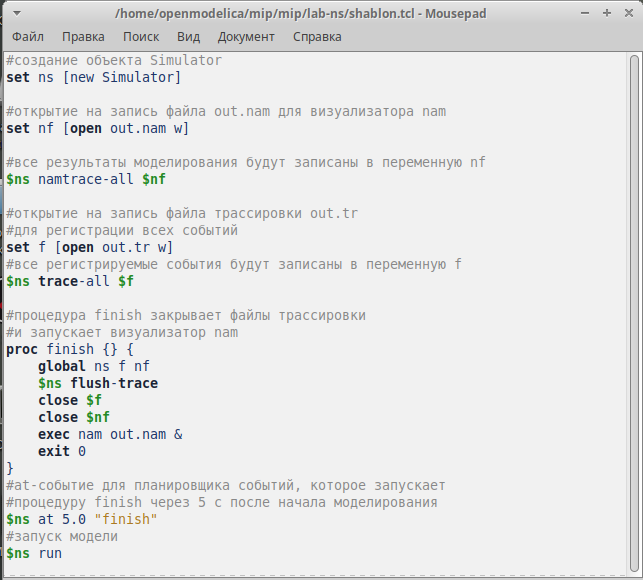 /home/openmodelica/mip/mip/lab-ns/shablon.tcl - Mousepad
Файл Правка Поиск Вид Документ Справка
#создание объекта Simulator
set ns [new Simulator]

#открытие на запись файла out.nam для визуализатора nam
set nf [open out.nam w]

#все результаты моделирования будут записаны в переменную nf
$ns namtrace-all $nf

#открытие на запись файла трассировки out.tr
#для регистрации всех событий
set f [open out.tr w]
#все регистрируемые события будут записаны в переменную f
$ns trace-all $f

#процедура finish закрывает файлы трассировки
#и запускает визуализатор nam
proc finish {} {
    global ns f nf
    $ns flush-trace
    close $f
    close $nf
    exec nam out.nam &
    exit 0
}
#at-событие для планировщика событий, которое запускает
#процедуру finish через 5 с после начала моделирования
$ns at 5.0 "finish"
#запуск модели
$ns run